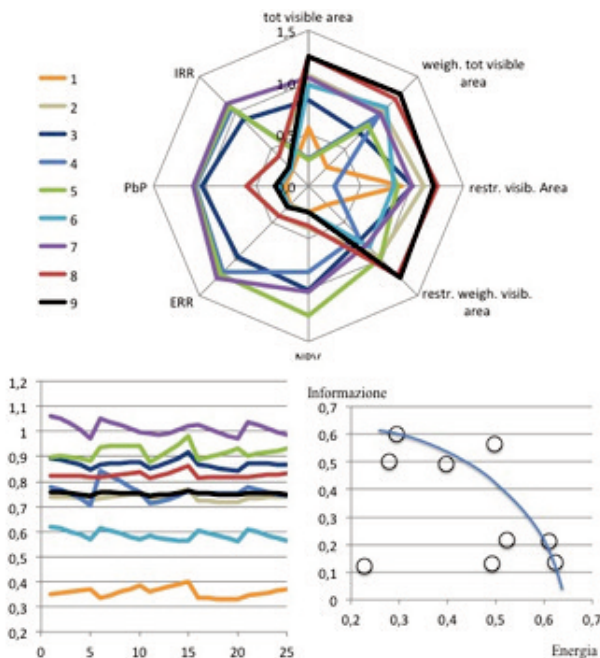 tot visible area
1,5
IRR
weigh. tot visible
area
1
1,0
2
3
4
PbP
0,0
restr. visib. Area
5
6
7
8
9
ERR
restr. weigh. visib.
area
1,2
1,1
1
0,9
0,8
0,7
0,6
0,5
0,4
0,3
0,2
0 5 10 15 20 25
Informazione
0,7
0,6
0,5
0,4
0,3
0,2
0,1
0
0,2 0,3 0,4 0,5 0,6 0,7
Energia